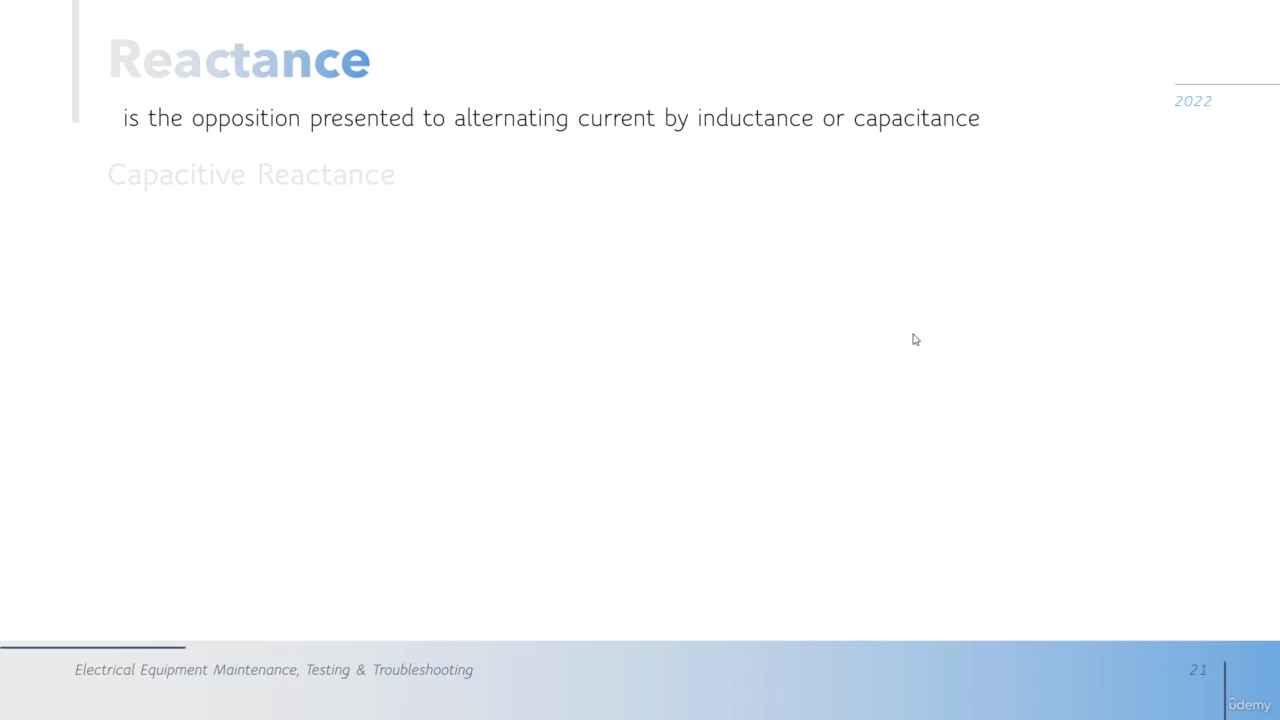 Reactance
2022
is the opposition presented to alternating current by inductance or capacitance
Capacitive Reactance
Electrical Equipment Maintenance, Testing & Troubleshooting
21
ûdemy